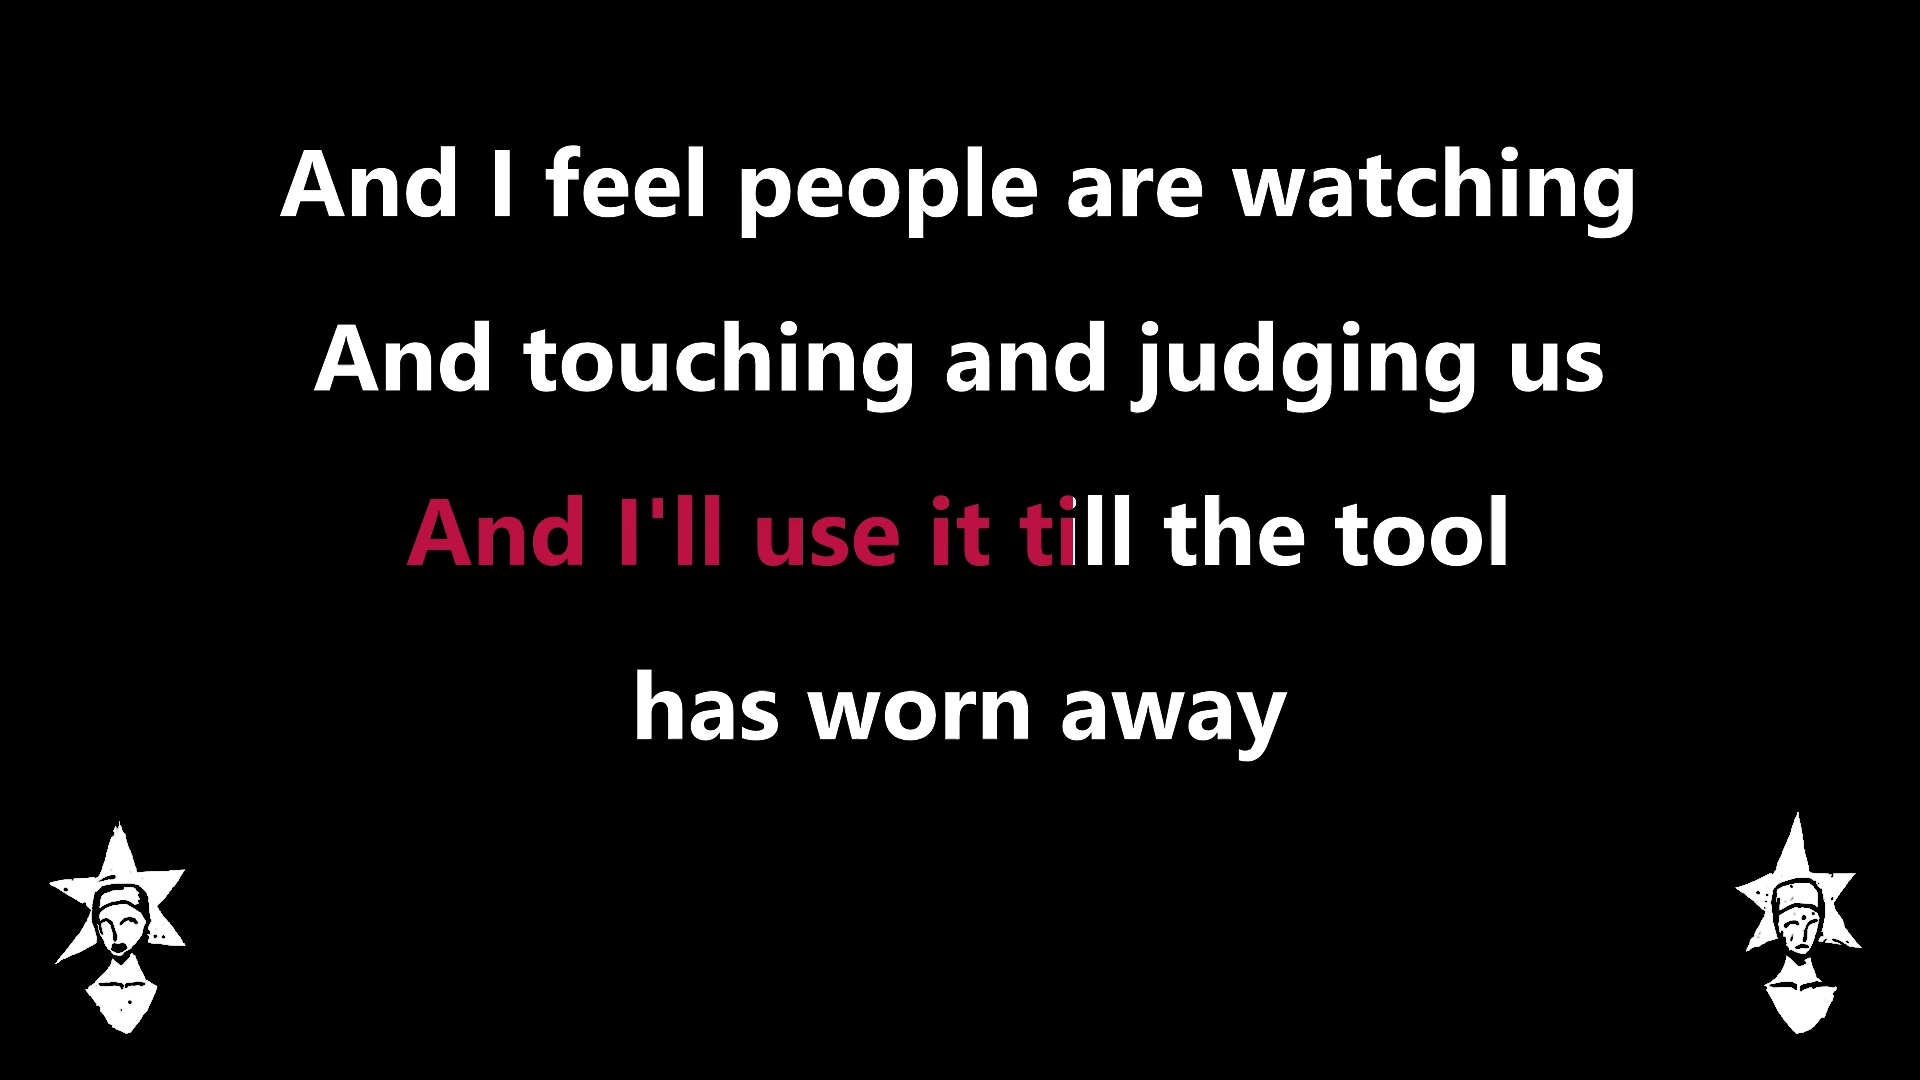 And I feel people are watching
And touching and judging us
And I'll use it till the tool
has worn away